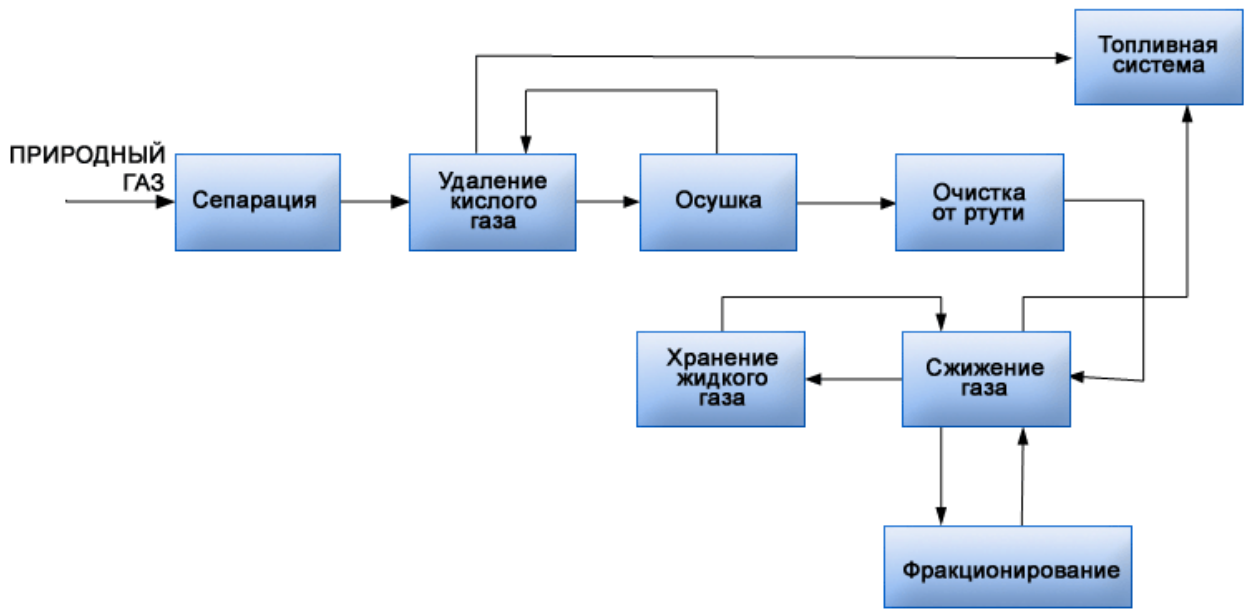 Топливная
система
ПРИРОДНЫЙ
ГАЗ
Сепарация
Удаление
кислого
газа
Осушка
Очистка
от ртути
Хранение
жидкого
газа
Сжижение
газа
Фракционирование